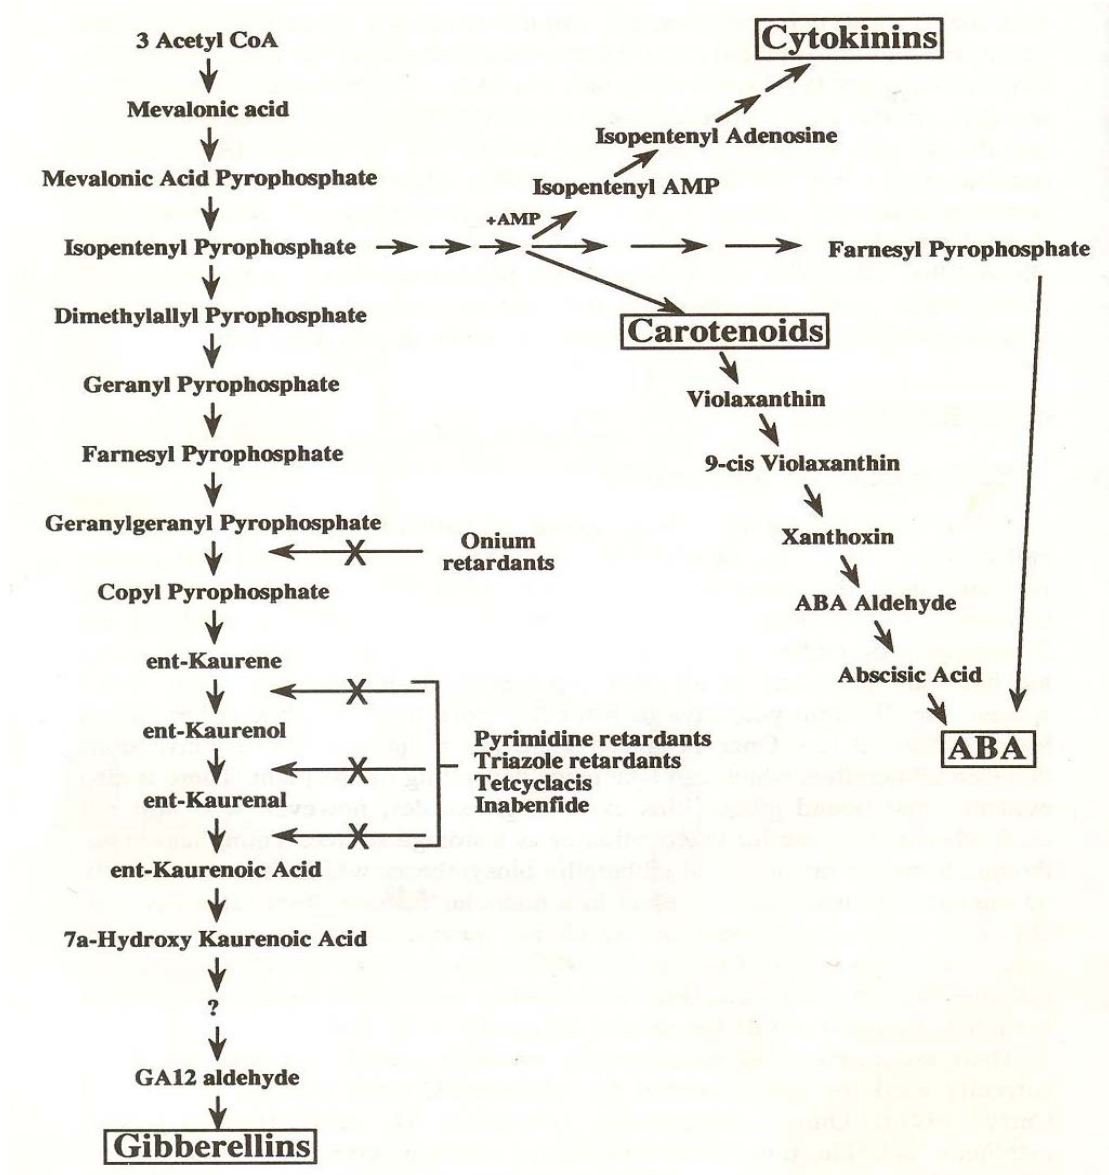 3 Acetyl CoA
Mevalonic acid
Mevalonic Acid Pyrophosphate
Isopentenyl Pyrophosphate
Dimethylallyl Pyrophosphate
Geranyl Pyrophosphate
Farnesyl Pyrophosphate
Geranylgeranyl Pyrophosphate
Copyl Pyrophosphate
ent-Kaurene
ent-Kaurenol
ent-Kaurenal
ent-Kaurenoic Acid
7a-Hydroxy Kaurenoic Acid
?
GA12 aldehyde
Gibberellins
X
Onium
retardants
X
X
X
Pyrimidine retardants
Triazole retardants
Tetcyclacis
Inabenfide
+AMP
Isopentenyl AMP
Isopentenyl Adenosine
Cytokinins
Farnesyl Pyrophosphate
Carotenoids
Violaxanthin
9-cis Violaxanthin
Xanthoxin
ABA Aldehyde
Abscisic Acid
ABA